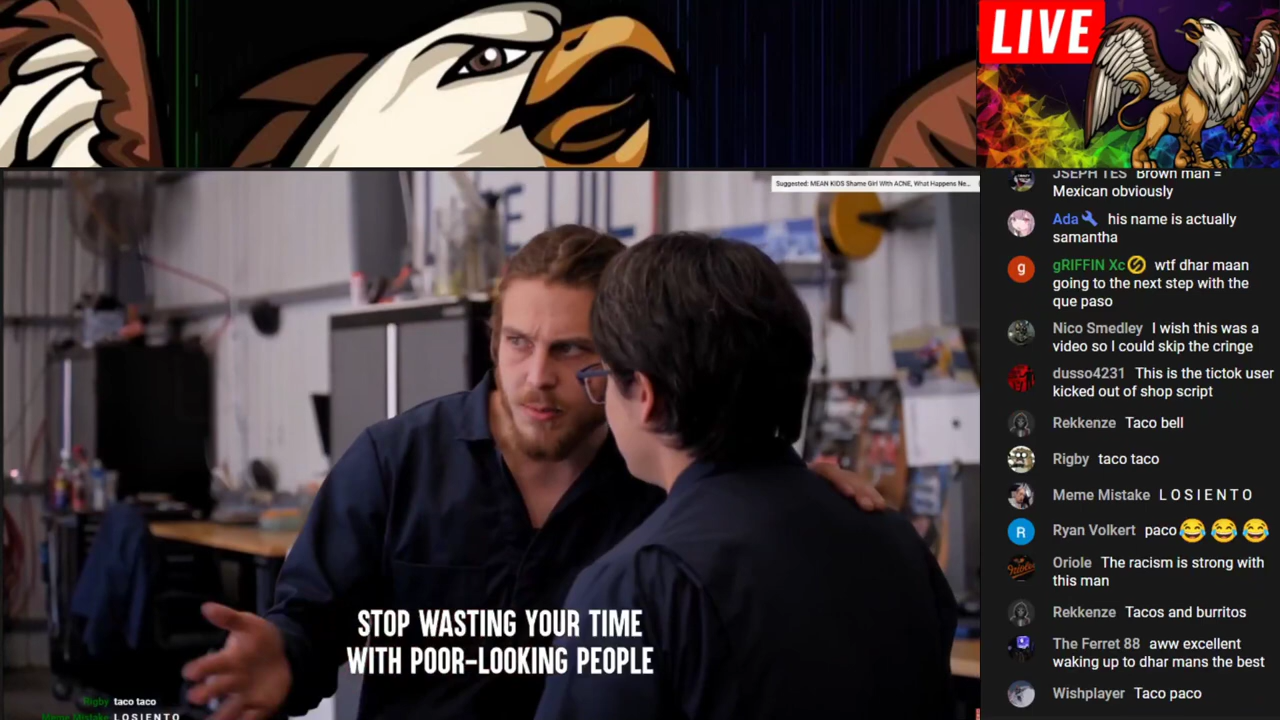 LIVE
Suggested: MEAN KIDS Shame Girl With ACNE, What Happens Ne...
JSEPH TES Brown man =
Mexican obviously
Ada his name is actually
samantha
g gRIFFIN Xc wtf dhar maan
going to the next step with the
que paso
Nico Smedley I wish this was a
video so I could skip the cringe
dusso4231 This is the tictok user
kicked out of shop script
Rekkenze Taco bell
Rigby taco taco
Meme Mistake L O S I E N T O
R Ryan Volkert paco😂😂😂
Oriole The racism is strong with
this man
Rekkenze Tacos and burritos
The Ferret 88 aww excellent
waking up to dhar mans the best
Wishplayer Taco paco
STOP WASTING YOUR TIME
WITH POOR-LOOKING PEOPLE
Rigby taco taco
Meme Mistake L O S I E N T O